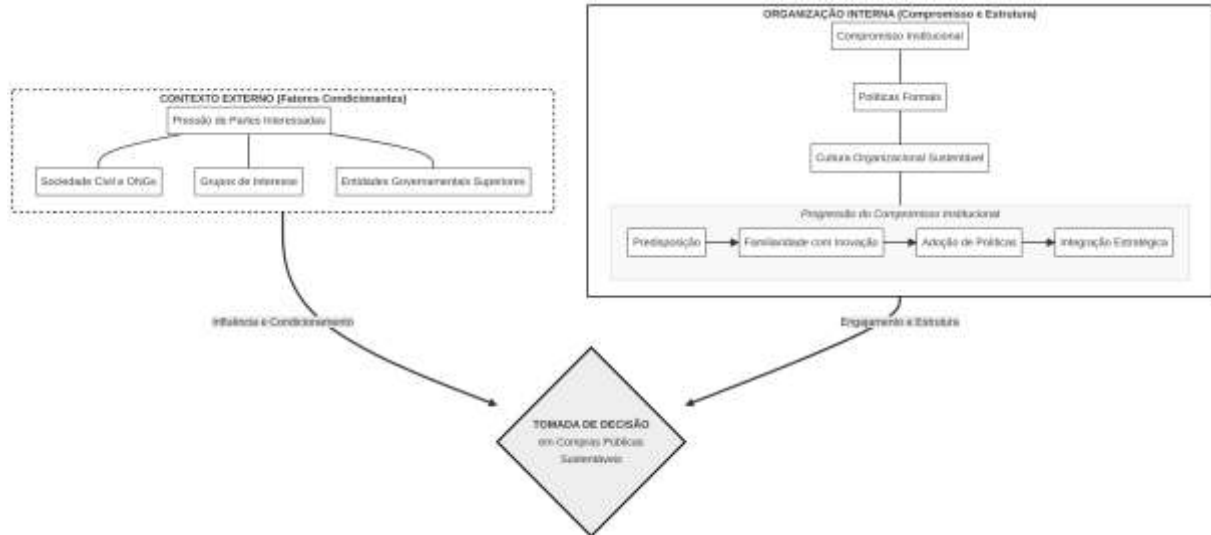 CONTEXTO EXTERNO (Fatores Condicionantes)
Pressão de Partes Interessadas
Sociedade Civil e ONGs
Grupos de Interesse
Entidades Governamentais Superiores
ORGANIZAÇÃO INTERNA (Compromisso e Estrutura)
Compromisso Institucional
Políticas Formais
Cultura Organizacional Sustentável
Progressão do Compromisso Institucional
Predisposição
Familiaridade com Inovação
Adoção de Políticas
Integração Estratégica
Influência e Condicionamento
Engajamento e Estrutura
TOMADA DE DECISÃO
em Compras Públicas
Sustentáveis